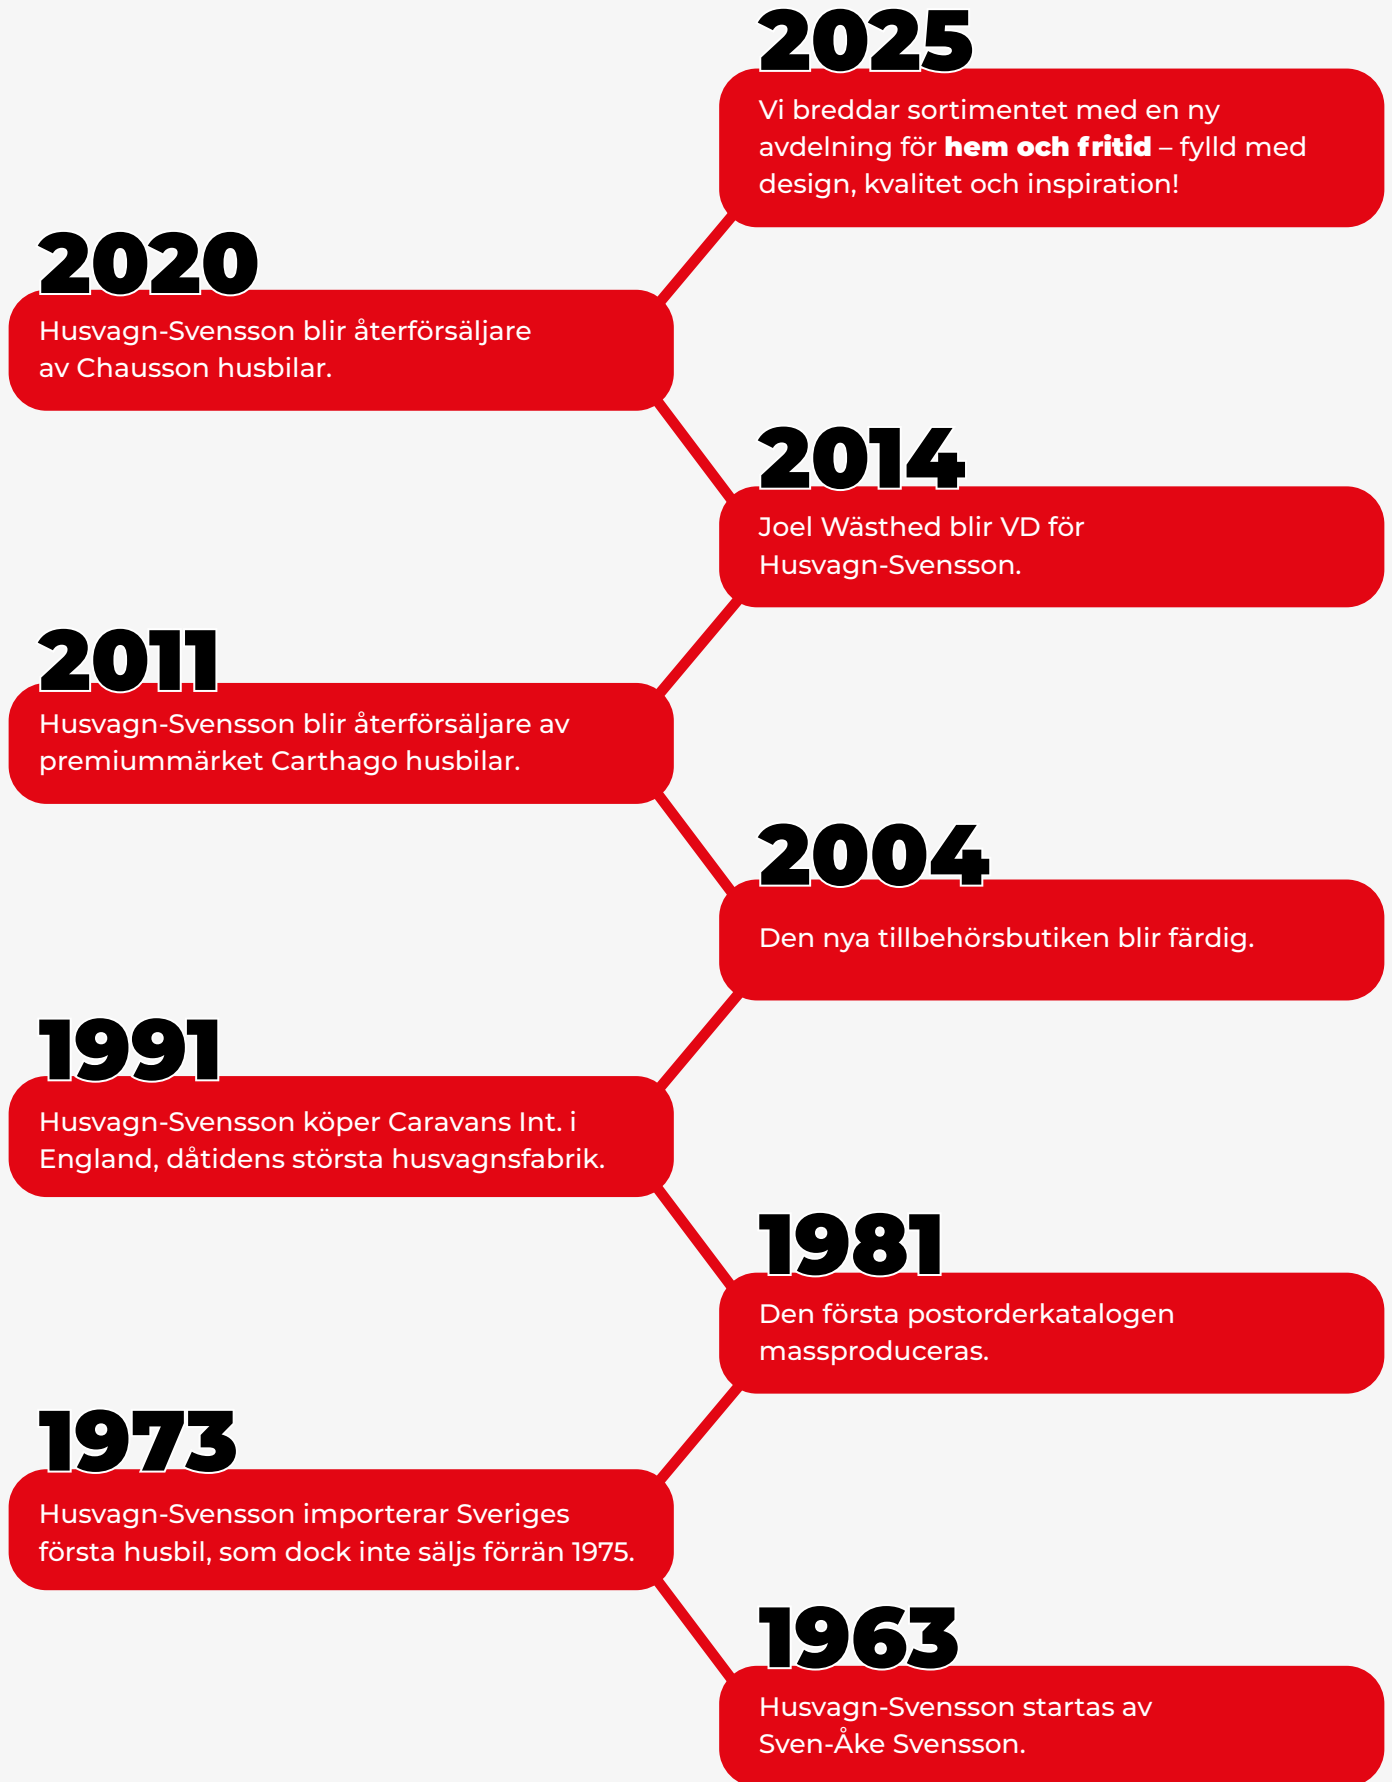 2025
Vi breddar sortimentet med en ny
avdelning för hem och fritid – fylld med
design, kvalitet och inspiration!
2020
Husvagn-Svensson blir återförsäljare
av Chausson husbilar.
2014
Joel Wästhed blir VD för
Husvagn-Svensson.
2011
Husvagn-Svensson blir återförsäljare av
premiummärket Carthago husbilar.
2004
Den nya tillbehörsbutiken blir färdig.
1991
Husvagn-Svensson köper Caravans Int. i
England, dåtidens största husvagnsfabrik.
1981
Den första postorderkatalogen
massproduceras.
1973
Husvagn-Svensson importerar Sveriges
första husbil, som dock inte säljs förrän 1975.
1963
Husvagn-Svensson startas av
Sven-Åke Svensson.